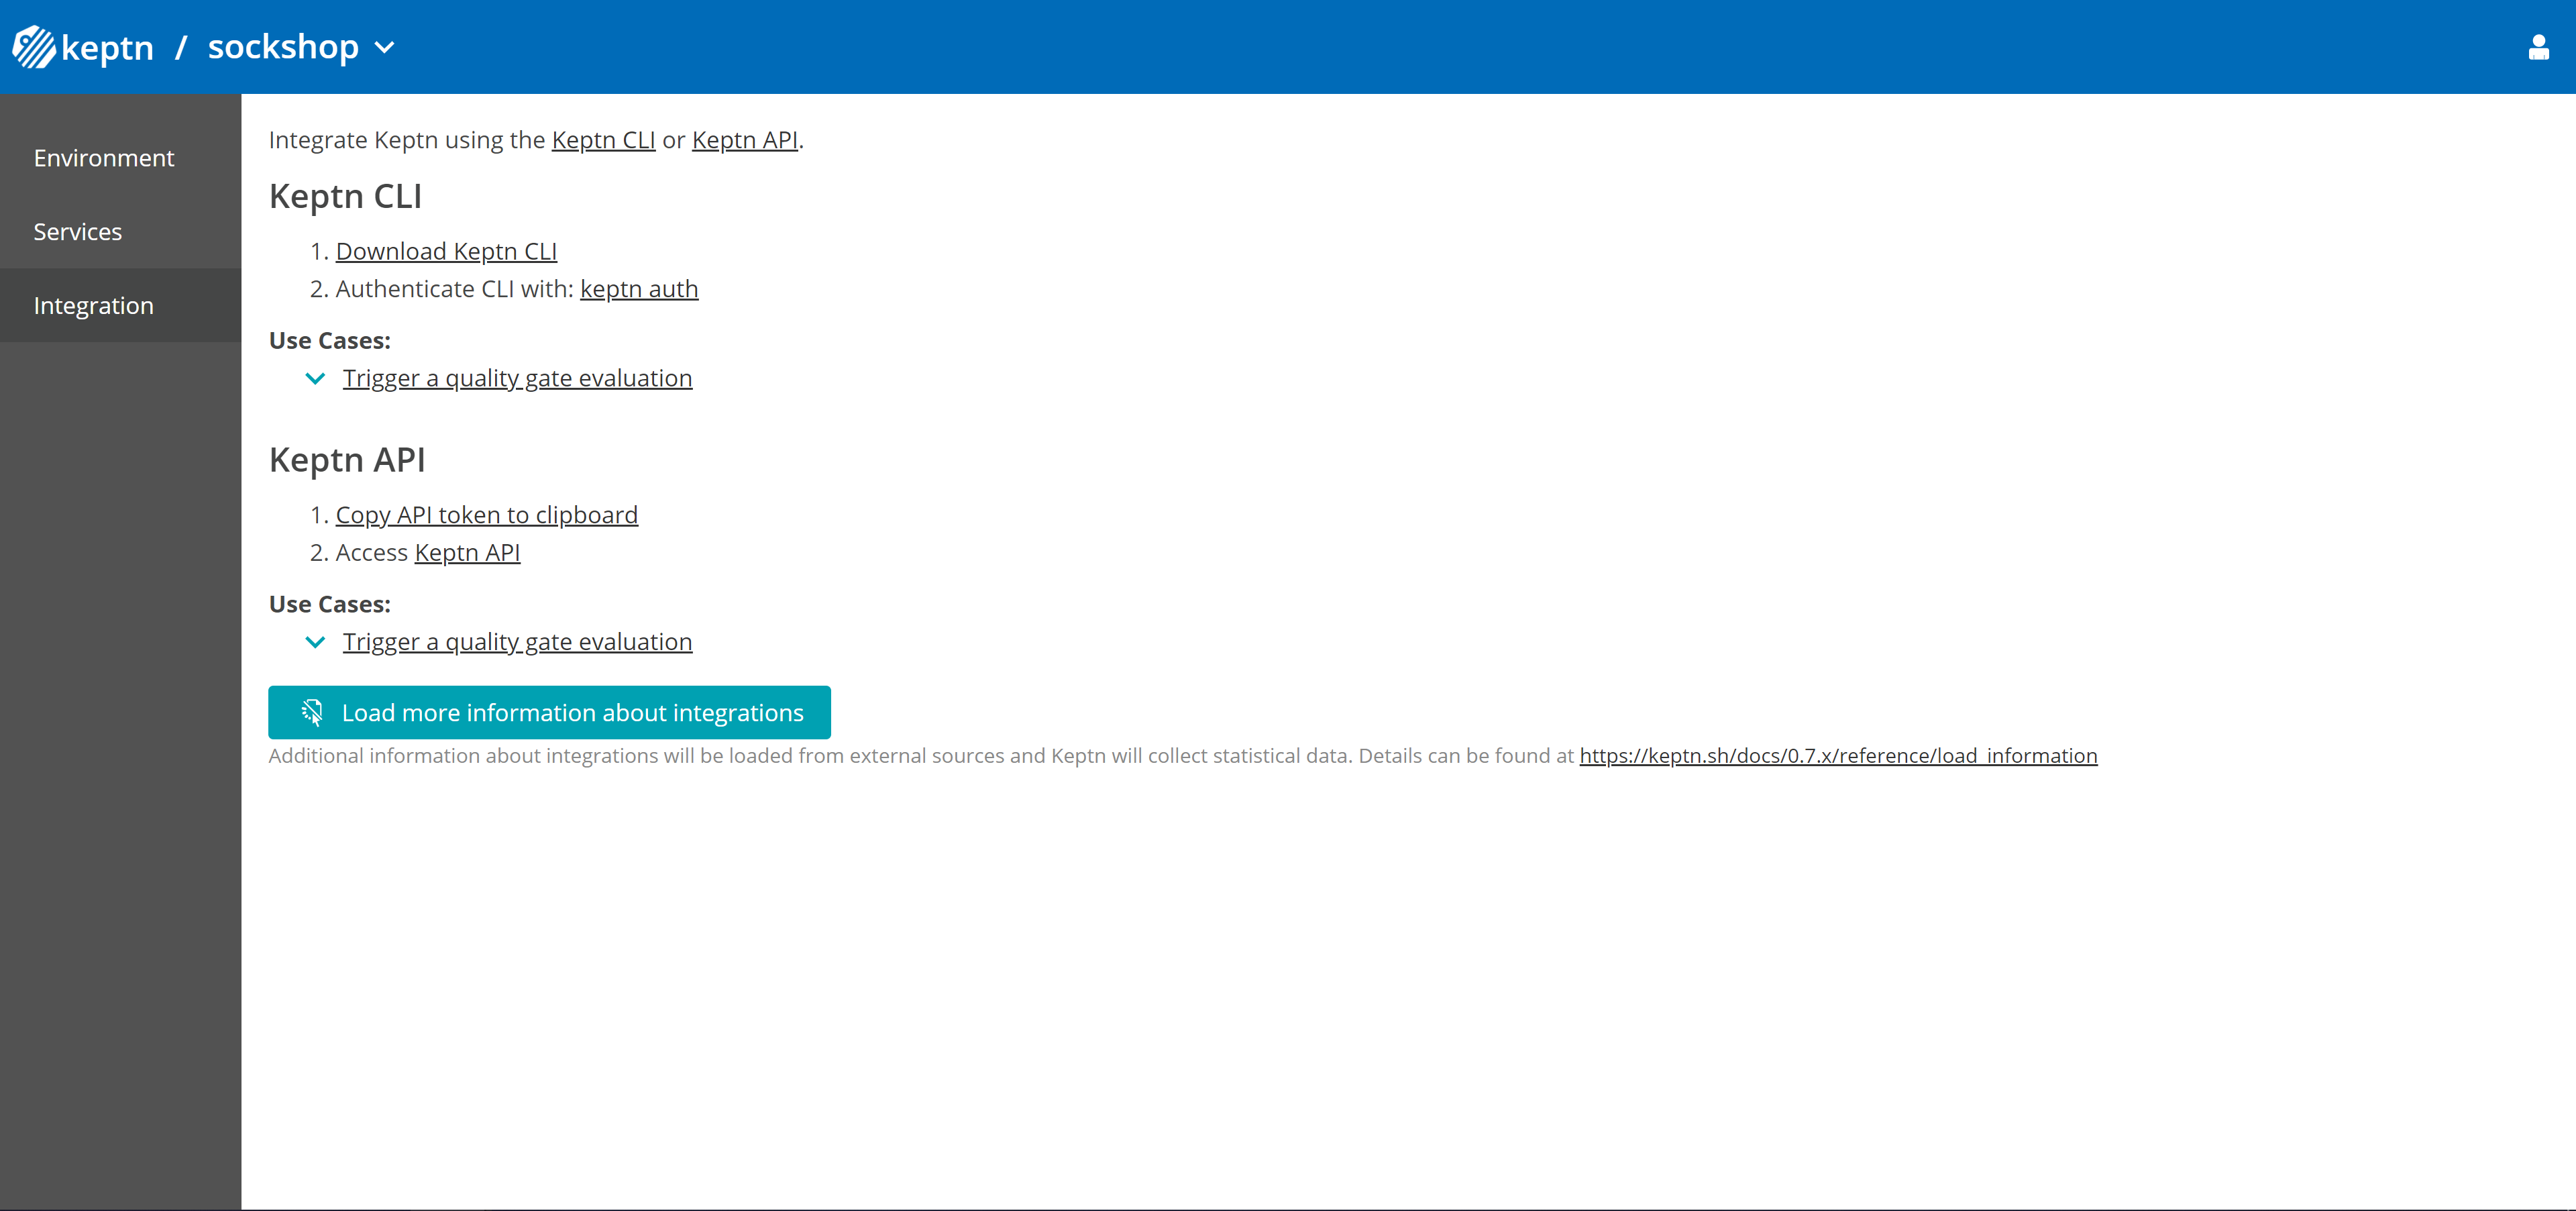 keptn / sockshop
Environment
Services
Integration
Integrate Keptn using the Keptn CLI or Keptn API.
Keptn CLI
1. Download Keptn CLI
2. Authenticate CLI with: keptn auth
Use Cases:
Trigger a quality gate evaluation
Keptn API
1. Copy API token to clipboard
2. Access Keptn API
Use Cases:
Trigger a quality gate evaluation
Load more information about integrations
Additional information about integrations will be loaded from external sources and Keptn will collect statistical data. Details can be found at https://keptn.sh/docs/0.7.x/reference/load_information